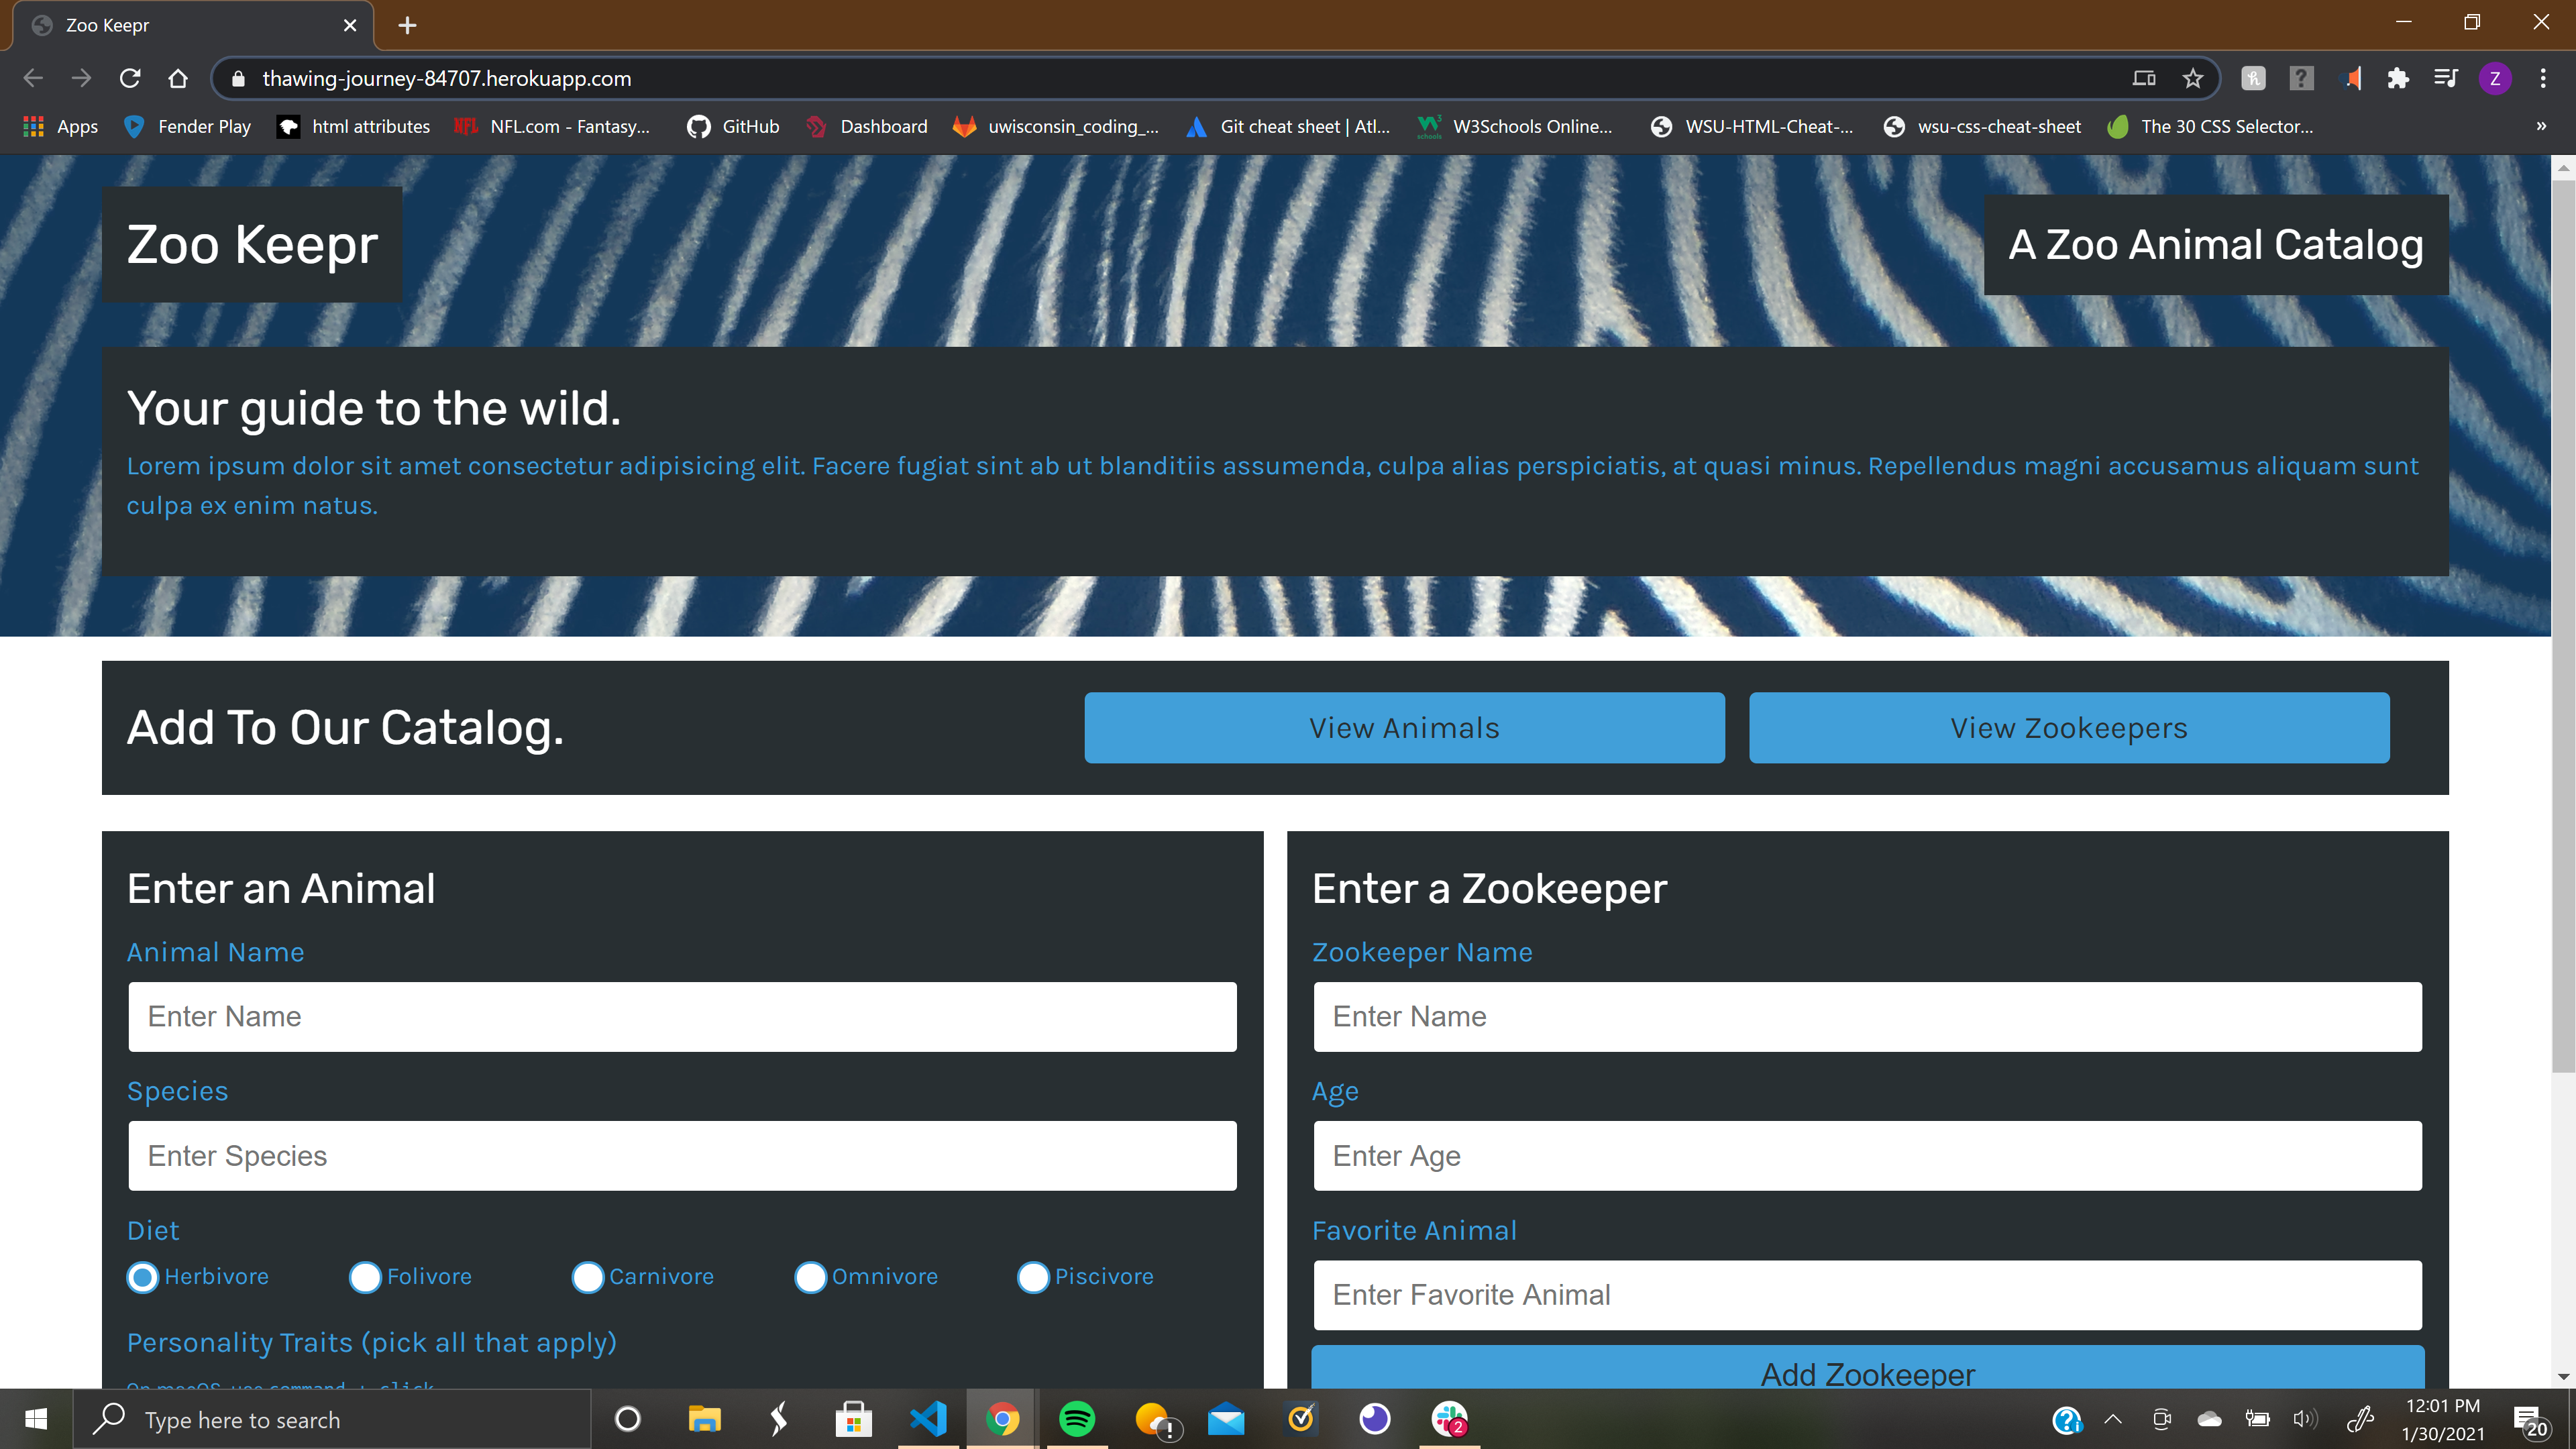 Zoo Keepr
thawing-journey-84707.herokuapp.com
Z
Apps
Fender Play
html attributes
NFL.com - Fantasy...
GitHub
Dashboard
uwisconsin_coding_...
Git cheat sheet | Atl...
W3Schools Online...
WSU-HTML-Cheat-...
wsu-css-cheat-sheet
The 30 CSS Selector...
»
Zoo Keepr
A Zoo Animal Catalog
Your guide to the wild.
Lorem ipsum dolor sit amet consectetur adipisicing elit. Facere fugiat sint ab ut blanditiis assumenda, culpa alias perspiciatis, at quasi minus. Repellendus magni accusamus aliquam sunt
culpa ex enim natus.
Add To Our Catalog.
View Animals
View Zookeepers
Enter an Animal
Animal Name
Enter Name
Species
Enter Species
Diet
Herbivore
Folivore
Carnivore
Omnivore
Piscivore
Personality Traits (pick all that apply)
On macOS, use command + click
Enter a Zookeeper
Zookeeper Name
Enter Name
Age
Enter Age
Favorite Animal
Enter Favorite Animal
Add Zookeeper
Type here to search
2
12:01 PM
1/30/2021
20